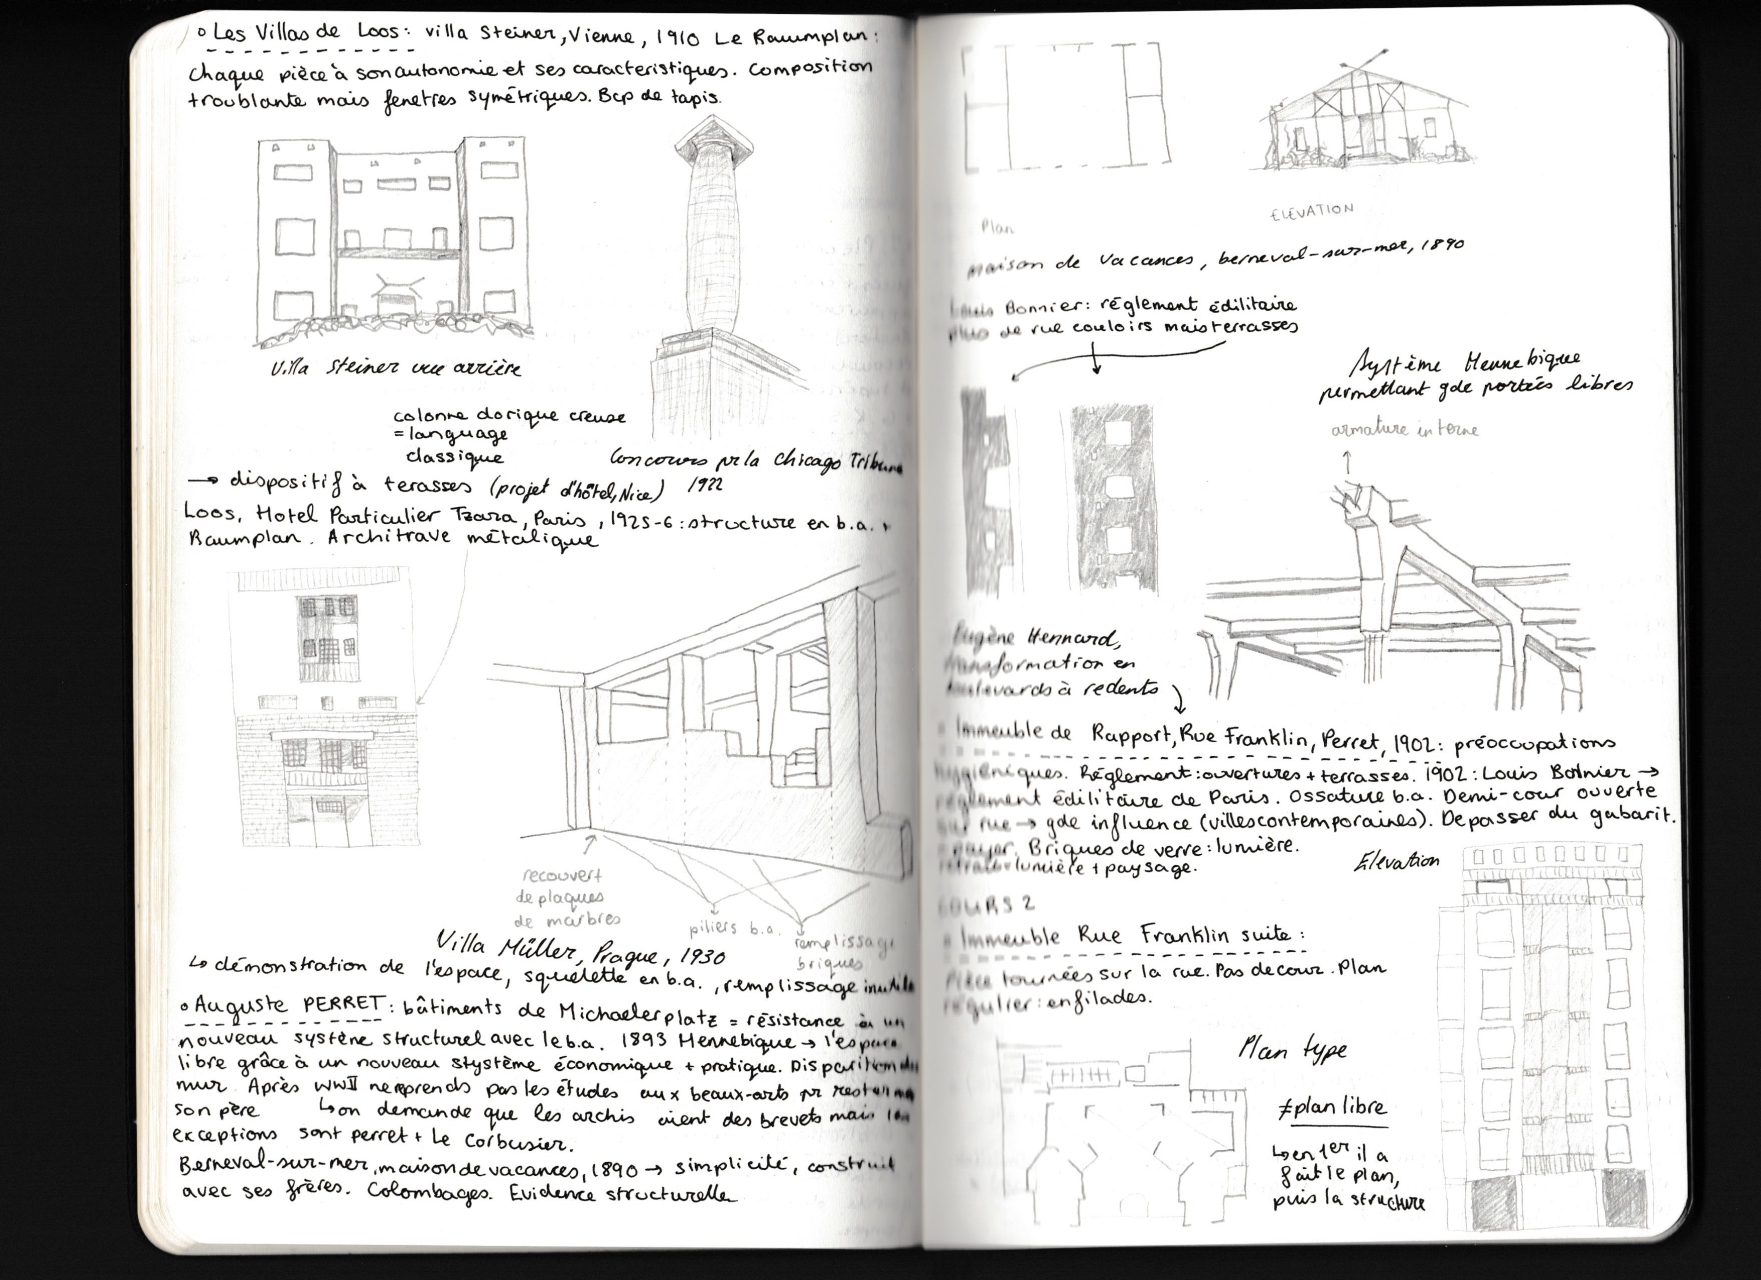 o Les Villas de Loos: villa Steiner, Vienne, 1910 Le Raumplan:
chaque pièce à son autonomie et ses caracteristiques. Composition
troublante mais fenetres symétriques. Bcp de tapis.
villa Steiner vue arrière
colonne dorique creuse
= language
classique
Concours pr la Chicago Tribune
1922
→ dispositif à terasses (projet d'hôtel, Nice)
Loos, Hotel Particulier Tzara, Paris, 1925-6: structure en b.a. +
Raumplan. Architrave métalique
recouvert
de plaques
de marbres
piliers b.a.
remplissage
briques
Villa Müller, Prague, 1930
↳ démonstration de l'espace, squelette en b.a., remplissage inutile
o Auguste PERRET: bâtiments de Michaelerplatz = résistance à un
nouveau systène structurel avec le b.a. 1893 Hennebique → l'espace
libre grâce à un nouveau stystème économique + pratique. Disparition du
mur. Après WWII ne reprends pas les études aux beaux-arts pr rester
son père ↳ on demande que les archis aient des brevets mais les
exceptions sont perret + Le Corbusier.
Berneval-sur-mer, maison de vacances, 1890 → simplicité, construit
avec ses frères. Colombages. Evidence structurelle
Plan
ELEVATION
maison de vacances, berneval-sur-mer, 1890
Louis Bonnier: réglement édilitaire
plus de rue couloirs mais terrasses
Système Hennebique
permettant gde portées libres
armature interne
Eugène Hennard,
transformation en
boulevards à redents
Immeuble de Rapport, Rue Franklin, Perret, 1902: préoccupations
hygiéniques. Réglement: ouvertures + terrasses. 1902: Louis Bonnier →
réglement édilitaire de Paris. Ossature b.a. Demi-cour ouverte
sur rue → gde influence (villes contemporaines). Depasser du gabarit.
payer. Briques de verre: lumière.
lumière + paysage.
Elevation
COURS 2
Immeuble Rue Franklin suite:
Pièce tournées sur la rue. Pas de cour. Plan
régulier: enfilades.
Plan type
≠ plan libre
↳ en 1er il a
fait le plan,
puis la structure